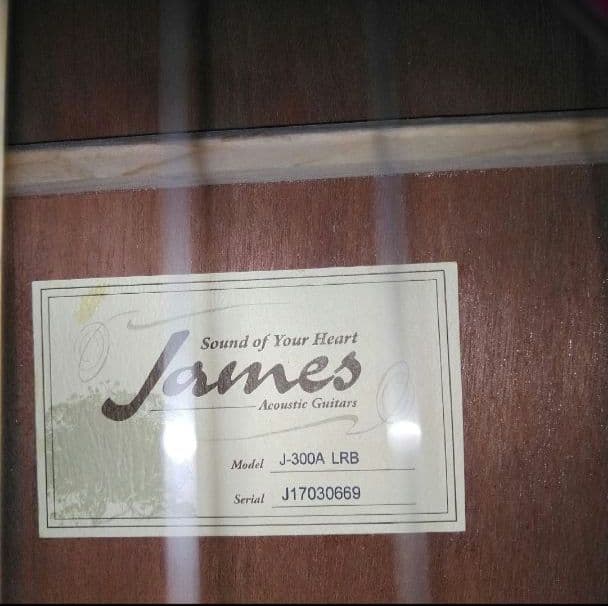 Sound of Your Heart
James
Acoustic Guitars
Model J-300A LRB
Serial J17030669